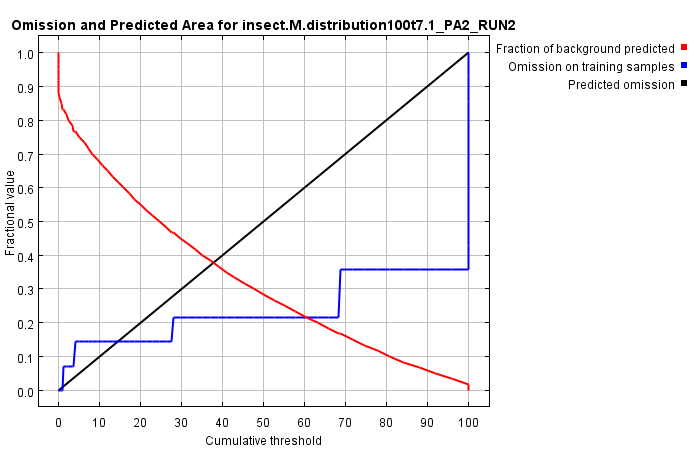 Omission and Predicted Area for insect.M.distribution100t7.1_PA2_RUN2
Fraction of background predicted
Omission on training samples
Predicted omission
1.0
0.9
0.8
0.7
0.6
0.5
0.4
0.3
0.2
0.1
0.0
Fractional value
0 10 20 30 40 50 60 70 80 90 100
Cumulative threshold